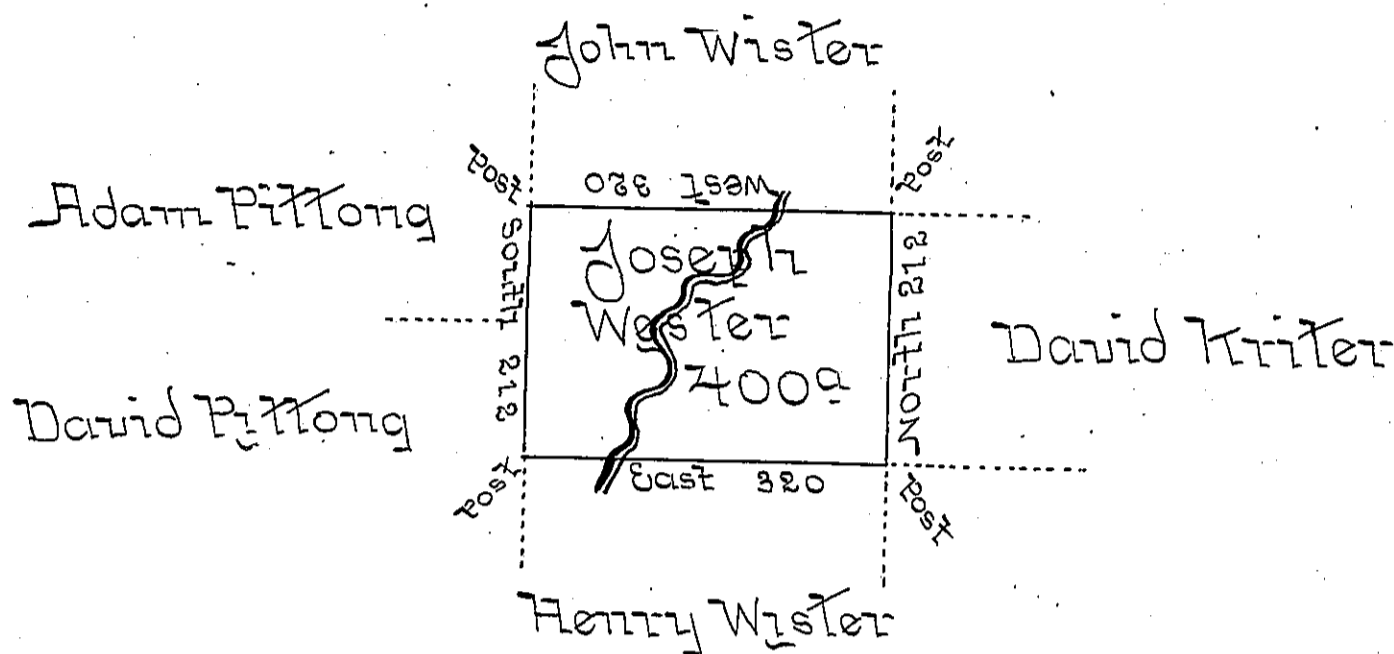 John Wister
Post
Post
West 320
Adam Pittong
South 212
Joseph
Wester
400a
North 212
David Kriter
David Pittong
Post
East 320
Post
Henry Wister